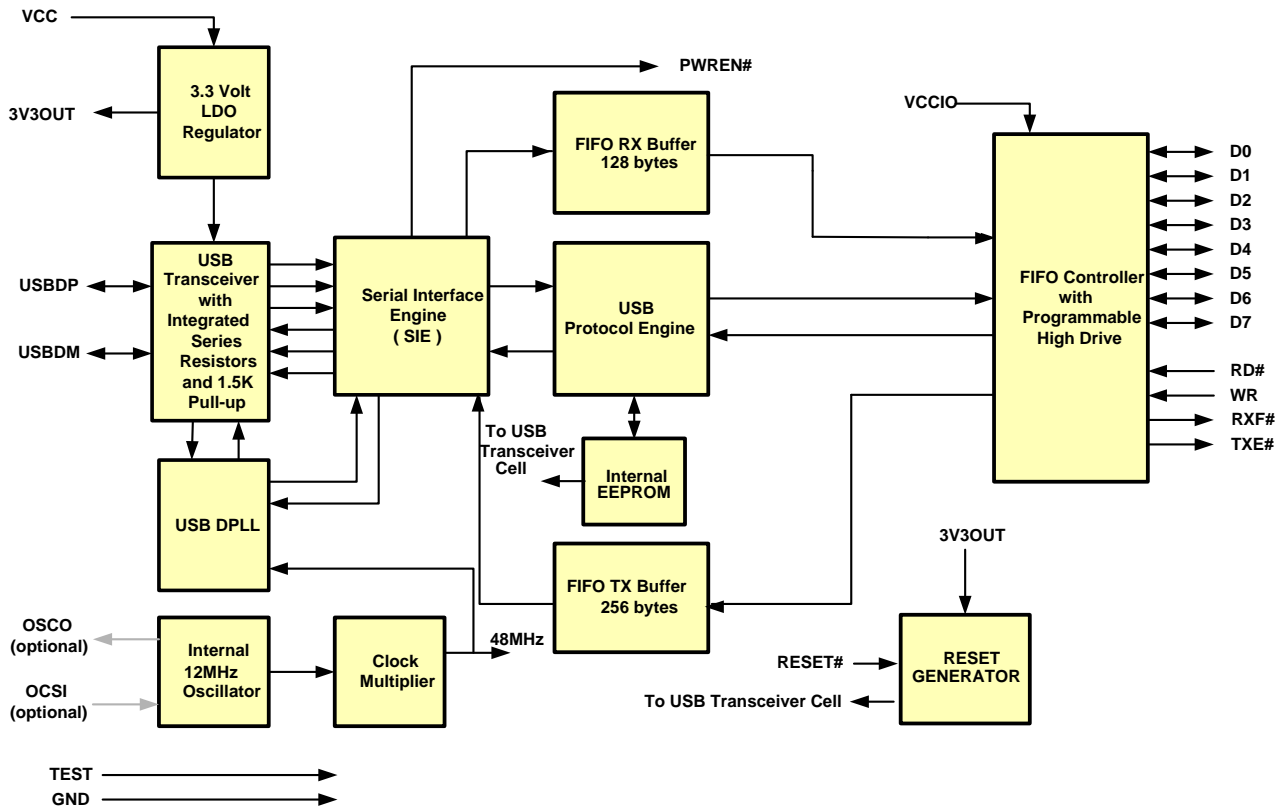 VCC
3.3 Volt
LDO
Regulator
3V3OUT
PWREN#
FIFO RX Buffer
128 bytes
VCCIO
D0
D1
D2
D3
D4
D5
D6
D7
RD#
WR
RXF#
TXE#
FIFO Controller
with
Programmable
High Drive
USB
Transceiver
with
Integrated
Series
Resistors
and 1.5K
Pull-up
USBDP
USBDM
Serial Interface
Engine
( SIE )
USB
Protocol Engine
To USB
Transceiver
Cell
Internal
EEPROM
USB DPLL
FIFO TX Buffer
256 bytes
3V3OUT
OSCO
(optional)
OCSI
(optional)
Internal
12MHz
Oscillator
Clock
Multiplier
48MHz
RESET#
RESET
GENERATOR
To USB Transceiver Cell
TEST
GND